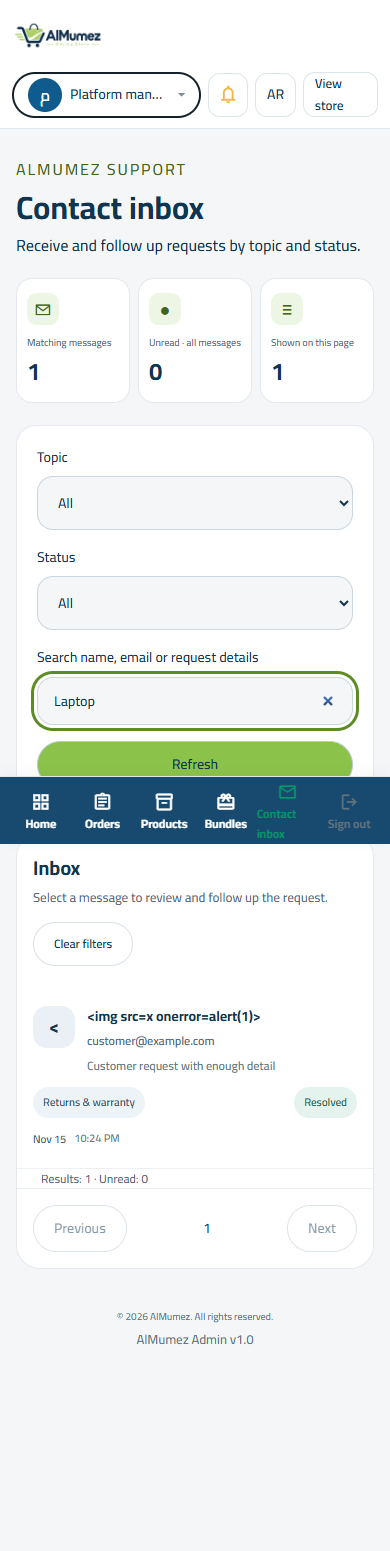 AlMumez
Online Store
م
Platform man...
AR
View store
ALMUMEZ SUPPORT
Contact inbox
Receive and follow up requests by topic and status.
Matching messages
1
Unread · all messages
0
Shown on this page
1
Topic
All
Status
All
Search name, email or request details
Laptop
Refresh
Home
Orders
Products
Bundles
Contact inbox
Sign out
Inbox
Select a message to review and follow up the request.
Clear filters
<
<img src=x onerror=alert(1)>
customer@example.com
Customer request with enough detail
Returns & warranty
Resolved
Nov 15 10:24 PM
Results: 1 · Unread: 0
Previous
1
Next
© 2026 AlMumez. All rights reserved.
AlMumez Admin v1.0